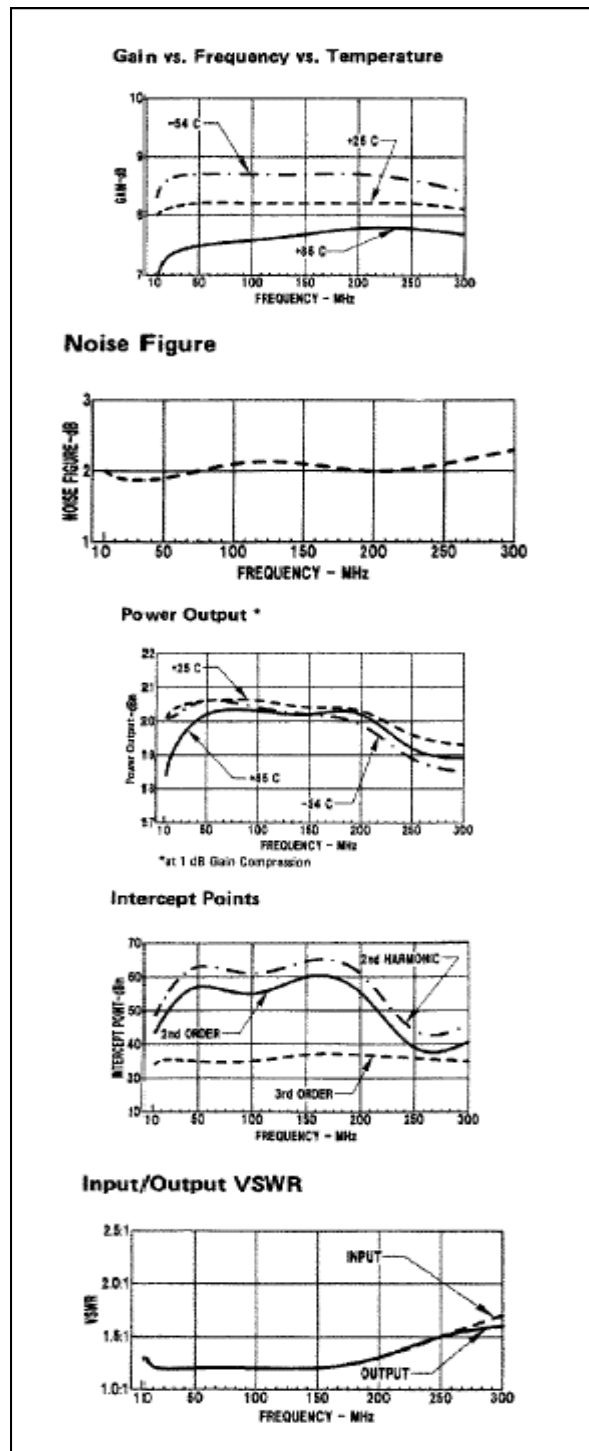 Gain vs. Frequency vs. Temperature
10
9
8
7
GAIN-dB
-54 C
+25 C
+85 C
10 50 100 150 200 250 300
FREQUENCY - MHz
Noise Figure
3
2
1
NOISE FIGURE-dB
10 50 100 150 200 250 300
FREQUENCY - MHz
Power Output *
22
21
20
19
18
17
Power Output-dBm
+25 C
+85 C
-54 C
10 50 100 150 200 250 300
FREQUENCY - MHz
*at 1 dB Gain Compression
Intercept Points
70
60
50
40
30
10
INTERCEPT POINT-dBm
2nd HARMONIC
2nd ORDER
3rd ORDER
10 50 100 150 200 250 300
FREQUENCY - MHz
Input/Output VSWR
2.5:1
2.0:1
1.5:1
1.0:1
VSWR
INPUT
OUTPUT
10 50 100 150 200 250 300
FREQUENCY - MHz